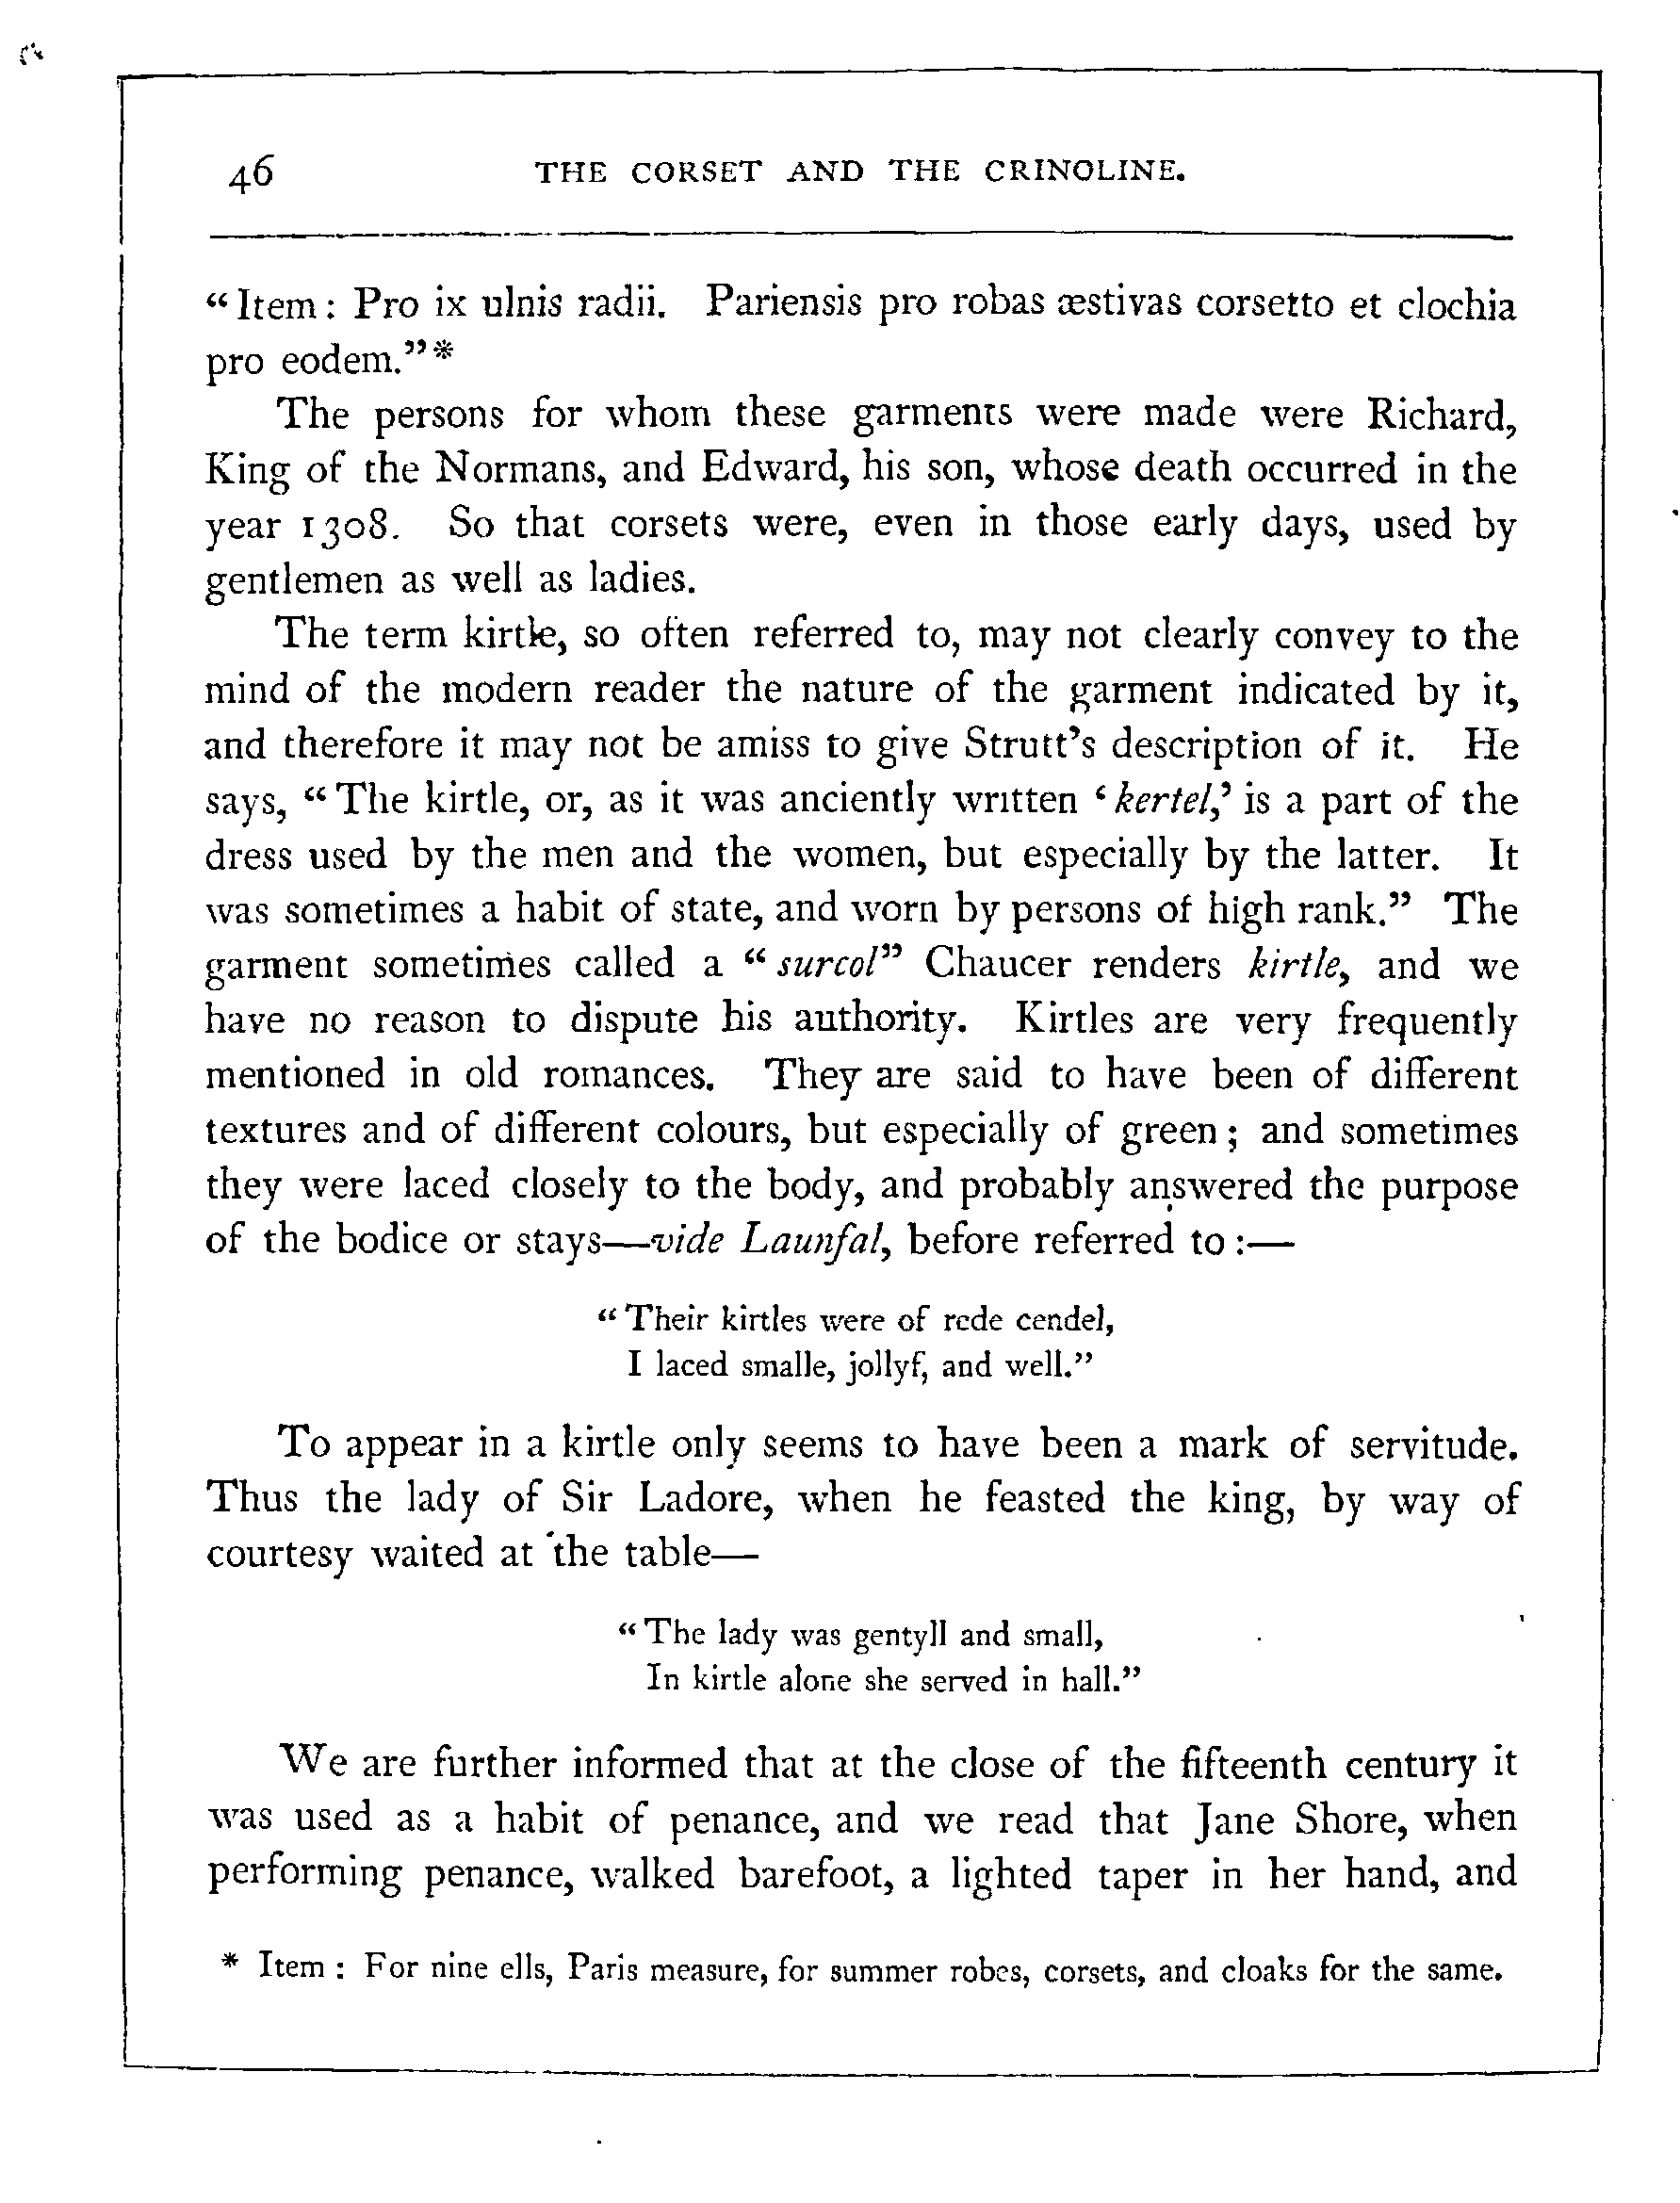 46 THE CORSET AND THE CRINOLINE.
“Item: Pro ix ulnis radii. Pariensis pro robas æstivas corsetto et clochia
pro eodem.”*
The persons for whom these garments were made were Richard,
King of the Normans, and Edward, his son, whose death occurred in the
year 1308. So that corsets were, even in those early days, used by
gentlemen as well as ladies.
The term kirtle, so often referred to, may not clearly convey to the
mind of the modern reader the nature of the garment indicated by it,
and therefore it may not be amiss to give Strutt’s description of it. He
says, “The kirtle, or, as it was anciently written ‘kertel,’ is a part of the
dress used by the men and the women, but especially by the latter. It
was sometimes a habit of state, and worn by persons of high rank.” The
garment sometimes called a “surcol” Chaucer renders kirtle, and we
have no reason to dispute his authority. Kirtles are very frequently
mentioned in old romances. They are said to have been of different
textures and of different colours, but especially of green; and sometimes
they were laced closely to the body, and probably answered the purpose
of the bodice or stays—vide Launfal, before referred to:—
“Their kirtles were of rede cendel,
I laced smalle, jollyf, and well.”
To appear in a kirtle only seems to have been a mark of servitude.
Thus the lady of Sir Ladore, when he feasted the king, by way of
courtesy waited at the table—
“The lady was gentyll and small,
In kirtle alone she served in hall.”
We are further informed that at the close of the fifteenth century it
was used as a habit of penance, and we read that Jane Shore, when
performing penance, walked barefoot, a lighted taper in her hand, and
* Item: For nine ells, Paris measure, for summer robes, corsets, and cloaks for the same.